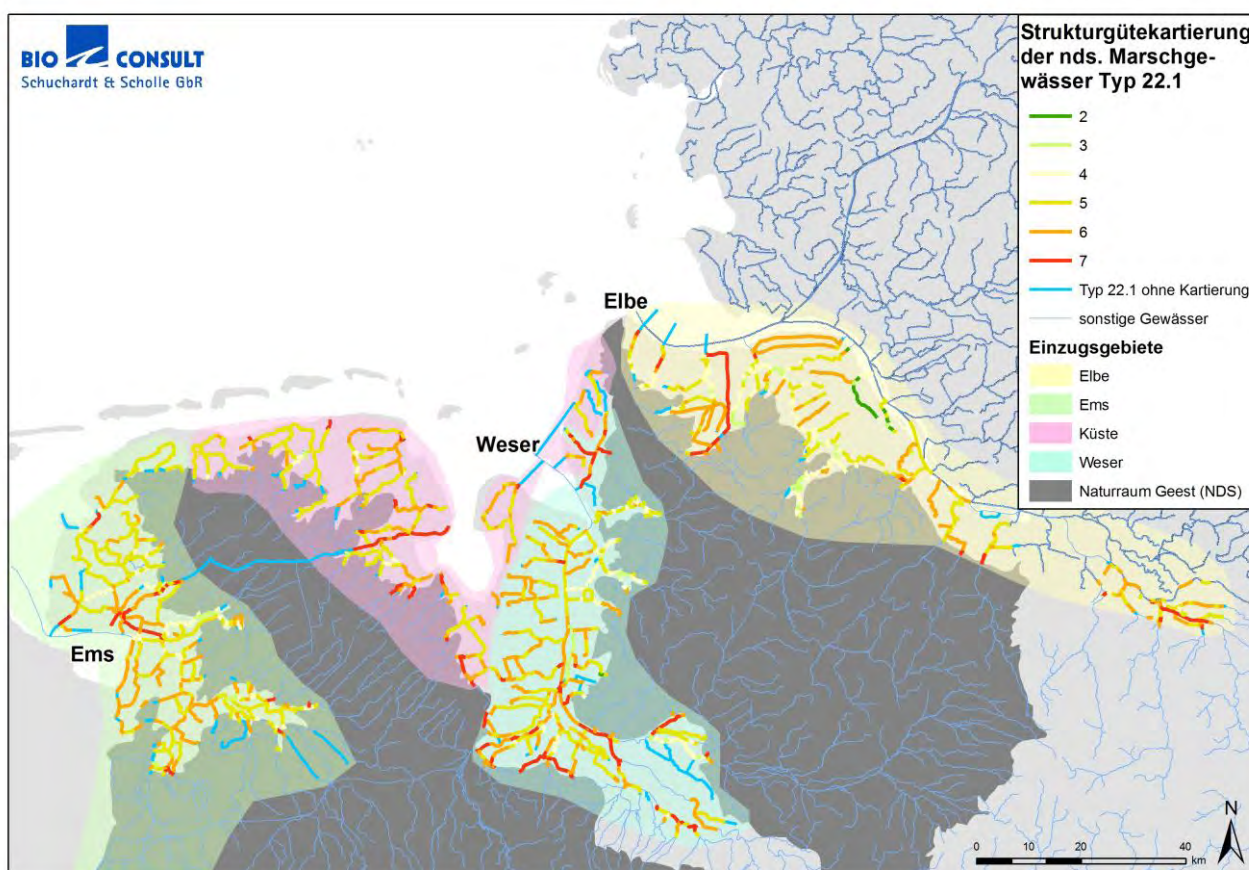 BIO CONSULT
Schuchardt & Scholle GbR
Strukturgütekartierung
der nds. Marschge-
wässer Typ 22.1
2
3
4
5
6
7
Typ 22.1 ohne Kartierung
sonstige Gewässer
Einzugsgebiete
Elbe
Ems
Küste
Weser
Naturraum Geest (NDS)
Elbe
Weser
Ems
N
0 10 20 40
km